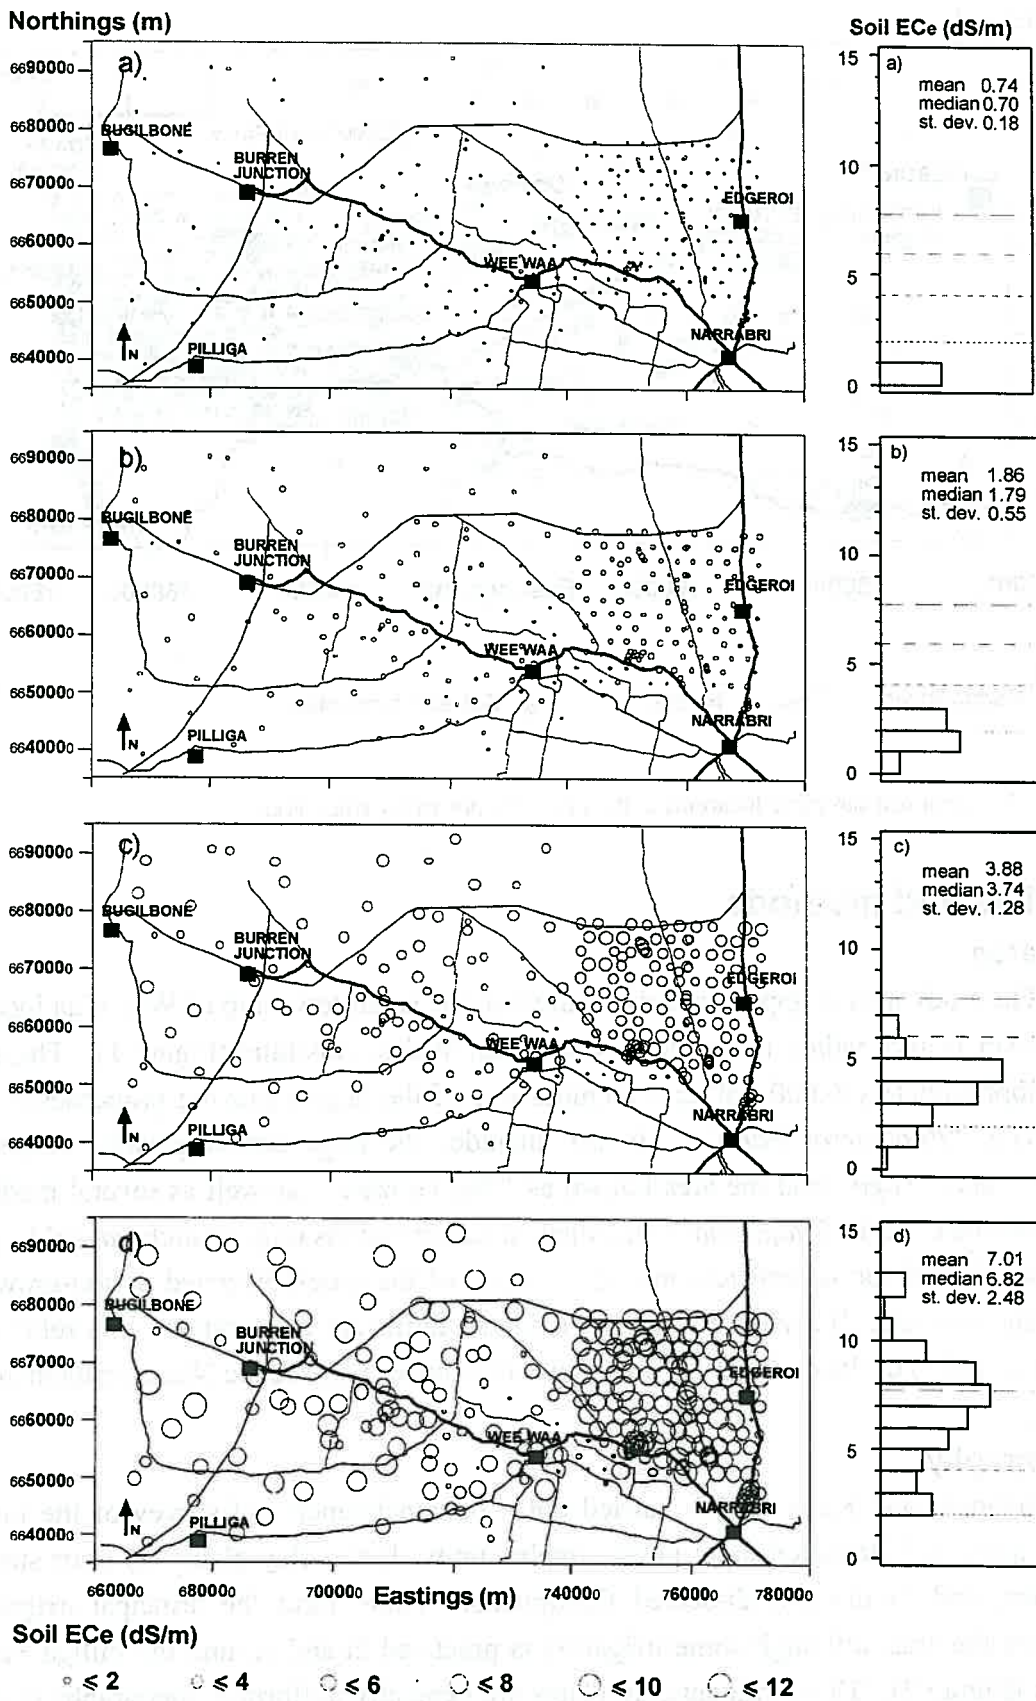 Northings (m)
Soil ECe (dS/m)
a)
6690000
6680000
6670000
6660000
6650000
6640000
BUGILBONE
BURREN
JUNCTION
EDGEROI
WEE WAA
NARRABRI
PILLIGA
N
a)
mean 0.74
median 0.70
st. dev. 0.18
15
10
5
0
b)
6690000
6680000
6670000
6660000
6650000
6640000
BUGILBONE
BURREN
JUNCTION
EDGEROI
WEE WAA
NARRABRI
PILLIGA
N
b)
mean 1.86
median 1.79
st. dev. 0.55
15
10
5
0
c)
6690000
6680000
6670000
6660000
6650000
6640000
BUGILBONE
BURREN
JUNCTION
EDGEROI
WEE WAA
NARRABRI
PILLIGA
N
c)
mean 3.88
median 3.74
st. dev. 1.28
15
10
5
0
d)
6690000
6680000
6670000
6660000
6650000
6640000
BUGILBONE
BURREN
JUNCTION
EDGEROI
WEE WAA
NARRABRI
PILLIGA
N
d)
mean 7.01
median 6.82
st. dev. 2.48
15
10
5
0
660000 680000 700000 Eastings (m) 740000 760000 780000
Soil ECe (dS/m)
≤ 2 ≤ 4 ≤ 6 ≤ 8 ≤ 10 ≤ 12